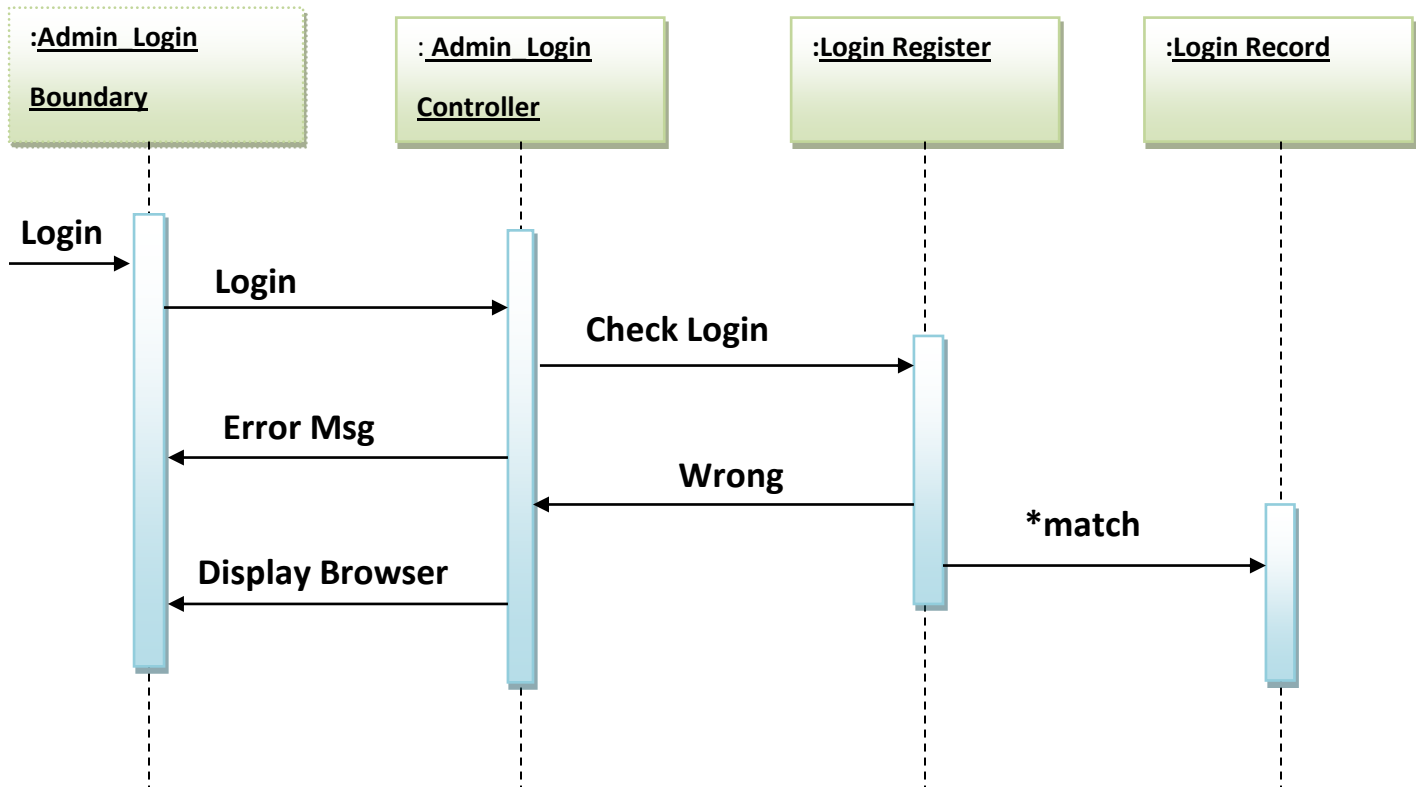 :Admin_Login
Boundary
: Admin_Login
Controller
:Login Register
:Login Record
Login
Login
Check Login
Error Msg
Wrong
*match
Display Browser